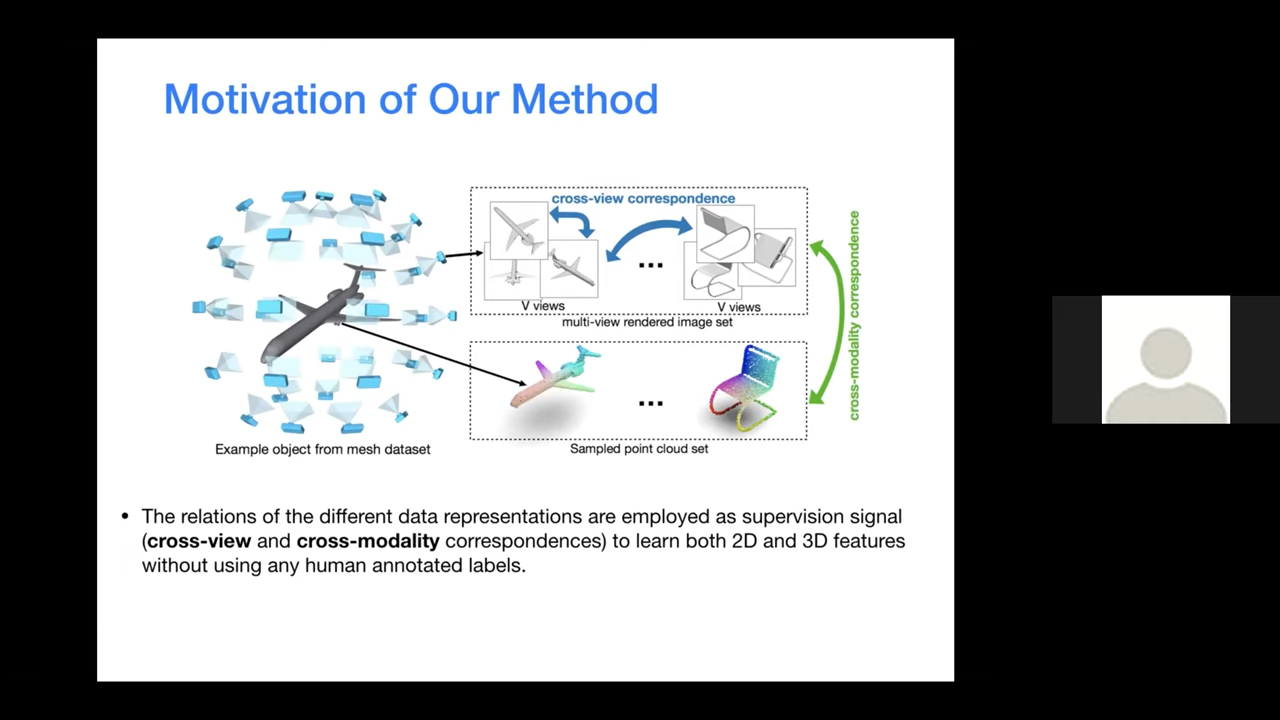 Motivation of Our Method
cross-view correspondence
...
V views
V views
multi-view rendered image set
cross-modality correspondence
...
Example object from mesh dataset
Sampled point cloud set
• The relations of the different data representations are employed as supervision signal
(cross-view and cross-modality correspondences) to learn both 2D and 3D features
without using any human annotated labels.